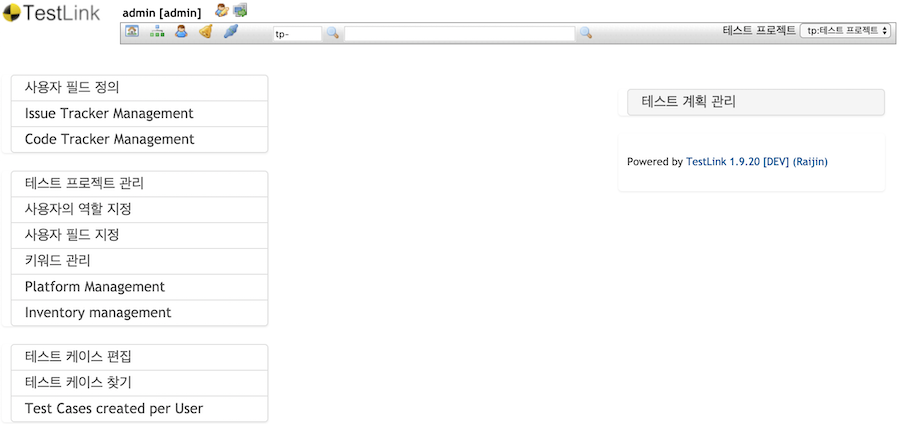 TestLink
admin [admin]
tp-
테스트 프로젝트 tp:테스트 프로젝트
사용자 필드 정의
Issue Tracker Management
Code Tracker Management
테스트 프로젝트 관리
사용자의 역할 지정
사용자 필드 지정
키워드 관리
Platform Management
Inventory management
테스트 케이스 편집
테스트 케이스 찾기
Test Cases created per User
테스트 계획 관리
Powered by TestLink 1.9.20 [DEV] (Raijin)